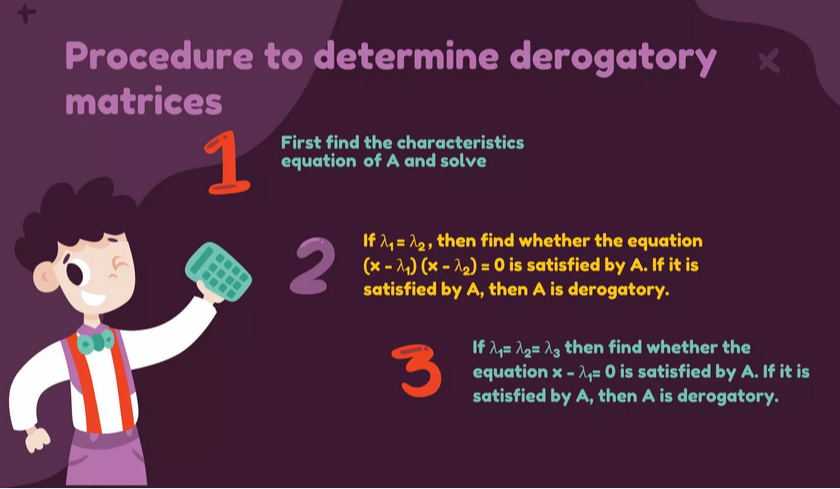 Procedure to determine derogatory
matrices
1
First find the characteristics
equation of A and solve
2
If λ₁= λ₂, then find whether the equation
(x - λ₁) (x - λ₂) = 0 is satisfied by A. If it is
satisfied by A, then A is derogatory.
3
If λ₁= λ₂= λ₃ then find whether the
equation x - λ₁= 0 is satisfied by A. If it is
satisfied by A, then A is derogatory.